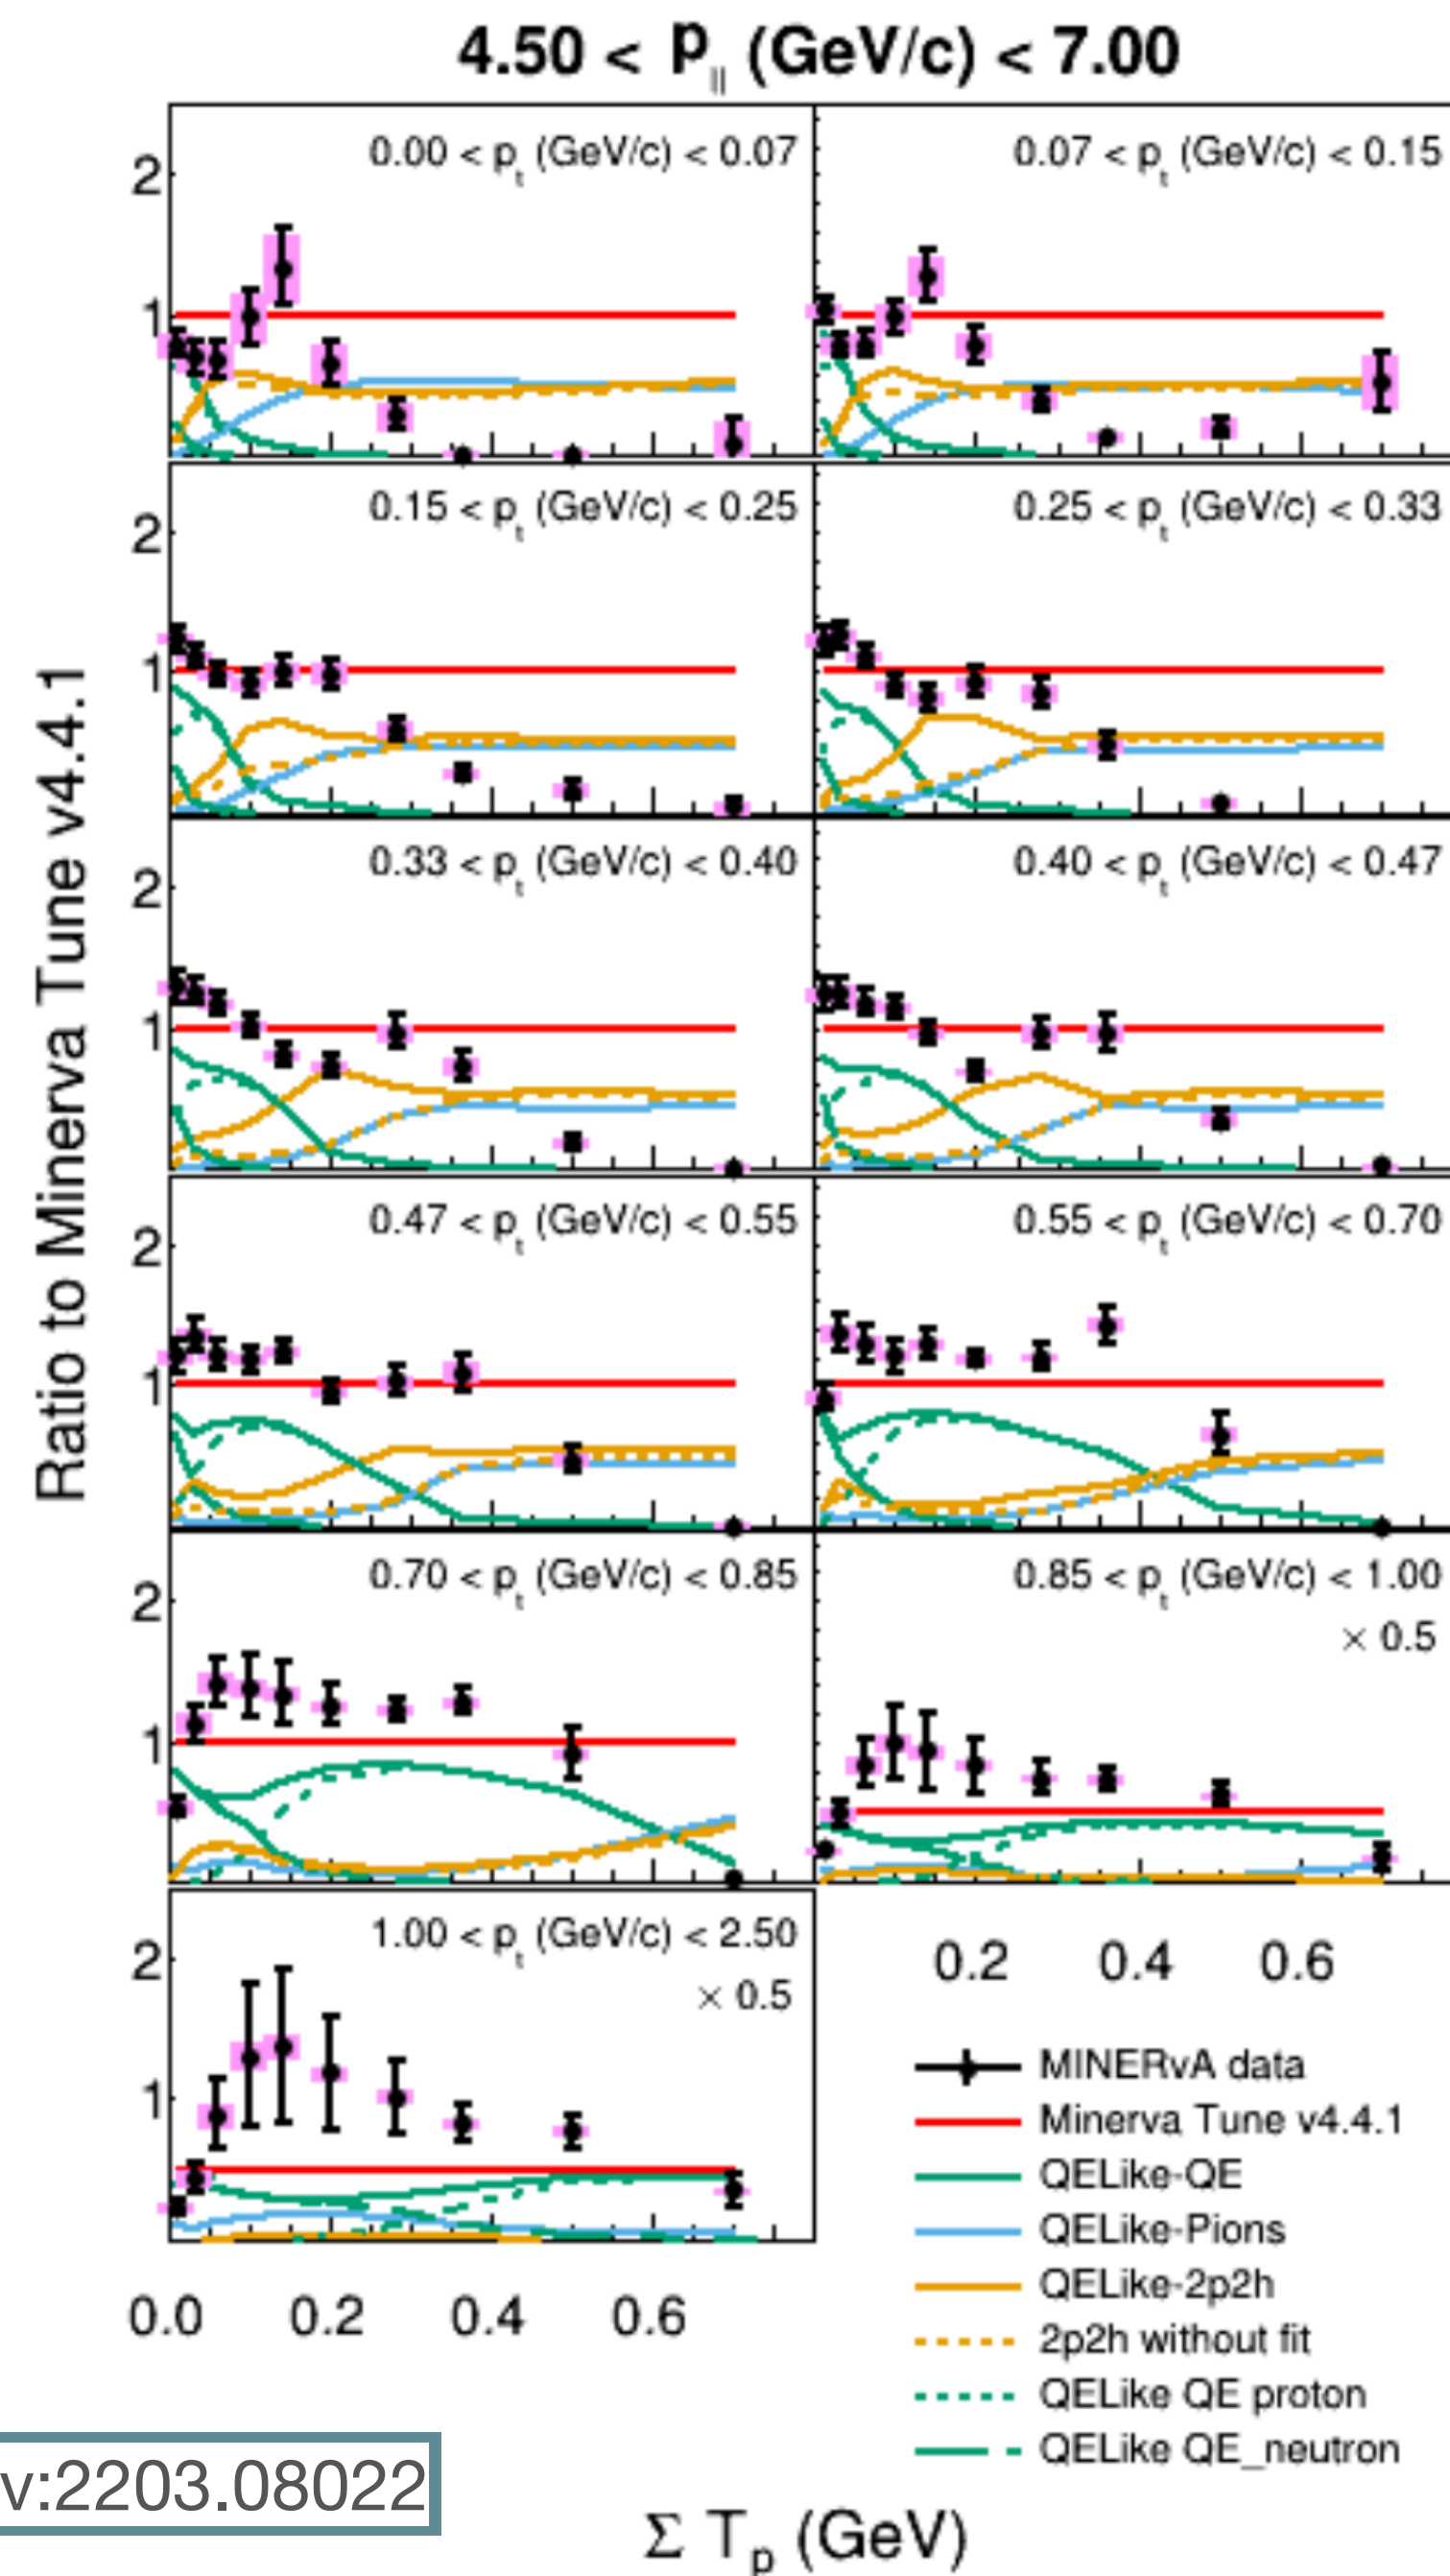 4.50 < p|| (GeV/c) < 7.00
0.00 < pt (GeV/c) < 0.07
0.07 < pt (GeV/c) < 0.15
2
1
0.15 < pt (GeV/c) < 0.25
0.25 < pt (GeV/c) < 0.33
2
1
0.33 < pt (GeV/c) < 0.40
0.40 < pt (GeV/c) < 0.47
2
1
Ratio to Minerva Tune v4.4.1
0.47 < pt (GeV/c) < 0.55
0.55 < pt (GeV/c) < 0.70
2
1
0.70 < pt (GeV/c) < 0.85
0.85 < pt (GeV/c) < 1.00
× 0.5
2
1
1.00 < pt (GeV/c) < 2.50
× 0.5
2
1
0.2 0.4 0.6
MINERvA data
Minerva Tune v4.4.1
QELike-QE
QELike-Pions
QELike-2p2h
2p2h without fit
QELike QE proton
QELike QE_neutron
0.0 0.2 0.4 0.6
v:2203.08022
Σ Tp (GeV)